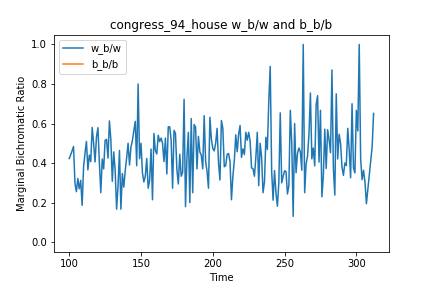 congress_94_house w_b/w and b_b/b
w_b/w
b_b/b
1.0
0.8
0.6
0.4
0.2
0.0
Marginal Bichromatic Ratio
100
150
200
250
300
Time